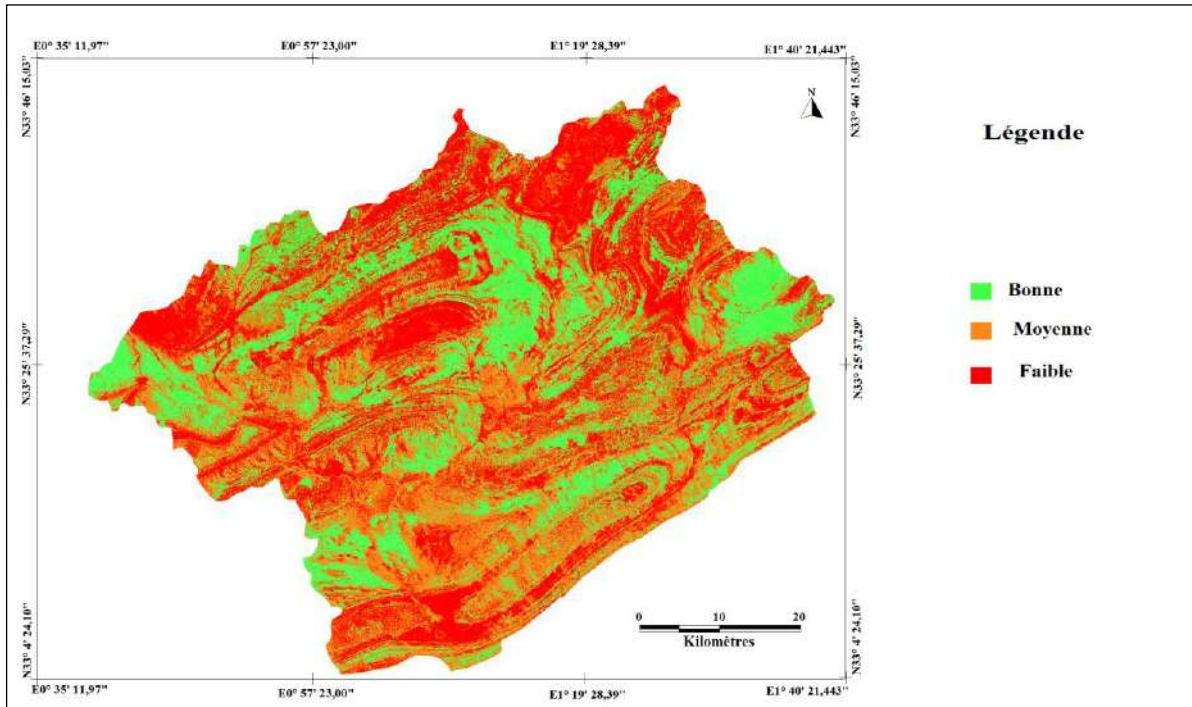 E0° 35' 11,97" E0° 57' 23,00" E1° 19' 28,39" E1° 40' 21,443"
N33° 46' 15,03" N33° 46' 15,03"
N
Légende
Bonne
Moyenne
Faible
N33° 25' 37,29" N33° 25' 37,29"
N33° 4' 24,10" N33° 4' 24,10"
0 10 20
Kilomètres
E0° 35' 11,97" E0° 57' 23,00" E1° 19' 28,39" E1° 40' 21,443"